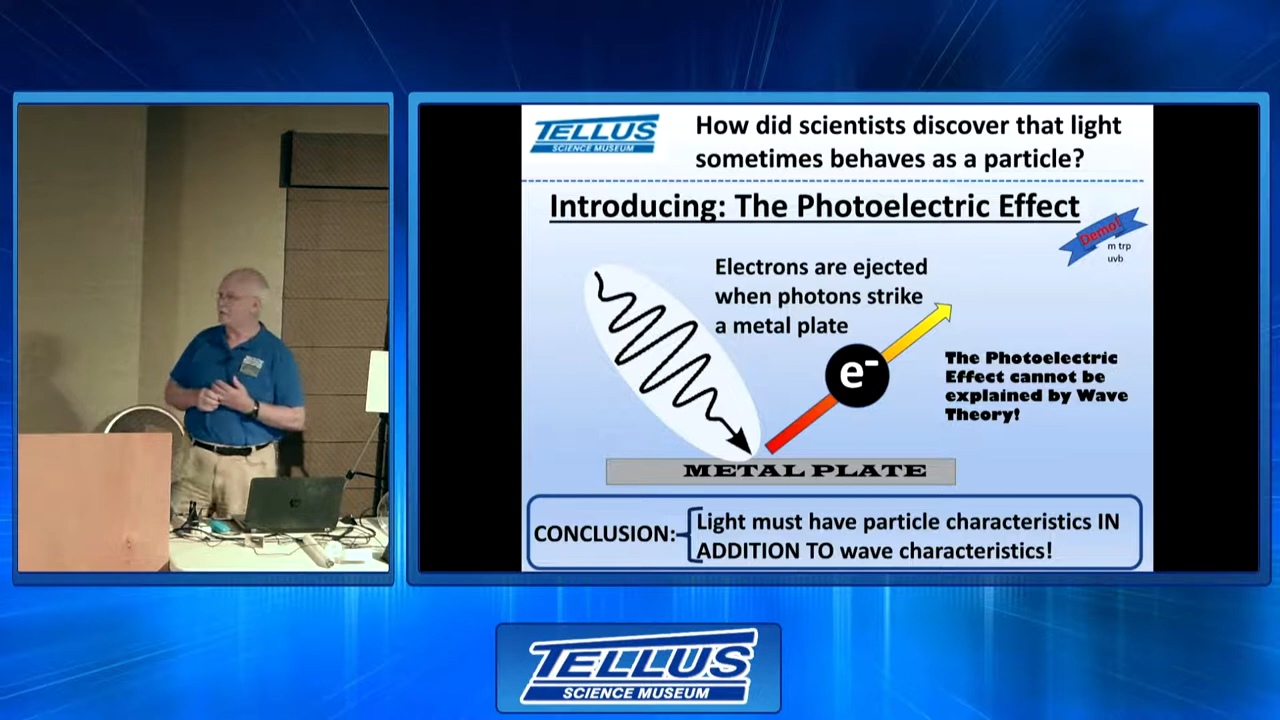 TELLUS
SCIENCE MUSEUM
How did scientists discover that light
sometimes behaves as a particle?
Introducing: The Photoelectric Effect
Demo!
m trp
uvb
Electrons are ejected
when photons strike
a metal plate
e-
The Photoelectric
Effect cannot be
explained by Wave
Theory!
METAL PLATE
CONCLUSION:
Light must have particle characteristics IN
ADDITION TO wave characteristics!
TELLUS
SCIENCE MUSEUM